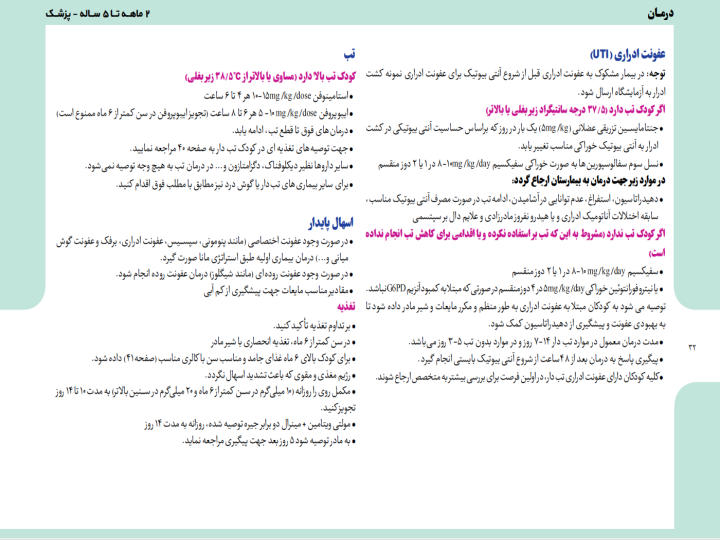 درمان
۲ ماهه تا ۵ ساله - پزشک
عفونت ادراری (UTI)
توجه: در بیمار مشکوک به عفونت ادراری قبل از شروع آنتی بیوتیک برای عفونت ادراری نمونه کشت
ادرار به آزمایشگاه ارسال شود.
اگر کودک تب دارد (۳۷/۵ درجه سانتیگراد زیر بغلی یا بالاتر)
• جنتامایسین تزریقی عضلانی (۵mg/kg) یک بار در روز که بر اساس حساسیت آنتی بیوتیکی در کشت
ادرار به آنتی بیوتیک خوراکی مناسب تغییر یابد.
• نسل سوم سفالوسپورین ها به صورت خوراکی سفیکسیم ۸-۱۰mg/kg/day در ۱ یا ۲ دوز منقسم
در موارد زیر جهت درمان به بیمارستان ارجاع گردد:
• دهیدراتاسیون، استفراغ، عدم توانایی در آشامیدن، ادامه تب در صورت مصرف آنتی بیوتیک مناسب،
سابقه اختلالات آناتومیک ادراری و یا هیدرونفروز مادرزادی و علایم دال بر سپتیسمی
اگر کودک تب ندارد (مشروط به این که تب بر استفاده نکرده و یا اقدامی برای کاهش تب انجام نداده
است)
• سفیکسیم ۸-۱۰ mg/kg/day در ۱ یا ۲ دوز منقسم
• یا نیتروفورانتوئین خوراکی ۵mg/kg/day در ۴ دوز منقسم در صورتی که مبتلا به کمبود آنزیم G6PD نباشد.
توصیه می شود به کودکان مبتلا به عفونت ادراری به طور منظم و مکرر مایعات و شیر مادر داده شود تا
به بهبودی عفونت و پیشگیری از دهیدراتاسیون کمک شود.
• مدت درمان معمول در موارد تب دار ۱۴-۷ روز و در موارد بدون تب ۵-۳ روز می‌باشد.
• پیگیری پاسخ به درمان بعد از ۴۸ ساعت از شروع آنتی بیوتیک بایستی انجام گیرد.
• کلیه کودکان دارای عفونت ادراری تب دار، در اولین فرصت برای بررسی بیشتر به متخصص ارجاع شوند.
تب
کودک تب بالا دارد (مساوی یا بالاتر از ۳۸/۵°C زیر بغلی)
• استامینوفن ۱۰-۱۵mg/kg/dose هر ۴ تا ۶ ساعت
• ایبوپروفن ۵-۱۰ mg/kg/dose هر ۶ تا ۸ ساعت (تجویز ایبوپروفن در سن کمتر از ۶ ماه ممنوع است)
• درمان های فوق تا قطع تب، ادامه یابد.
• جهت توصیه های تغذیه ای در کودک تب دار به صفحه ۴۰ مراجعه نمایید.
• سایر داروها نظیر دیکلوفناک، دگزامتازون و... در درمان تب به هیچ وجه توصیه نمی‌شود.
• برای سایر بیماری های تب دار با گوش درد نیز مطابق با مطلب فوق اقدام کنید.
اسهال پایدار
• در صورت وجود عفونت اختصاصی (مانند پنومونی، سپسیس، عفونت ادراری، برفک و عفونت گوش
میانی و...) درمان بیماری اولیه طبق استراتژی مانا صورت گیرد.
• در صورت وجود عفونت روده‌ای (مانند شیگلوز) درمان عفونت روده انجام شود.
• مقادیر مناسب مایعات جهت پیشگیری از کم آبی
تغذیه
• بر تداوم تغذیه تأکید کنید.
• در سن کمتر از ۶ ماه، تغذیه انحصاری با شیر مادر
• برای کودک بالای ۶ ماه غذای جامد و مناسب سن با کالری مناسب (صفحه ۴۱) داده شود.
• رژیم مغذی و مقوی که باعث تشدید اسهال نگردد.
• مکمل روی را روزانه (۱۰ میلی‌گرم در سن کمتر از ۶ ماه و ۲۰ میلی‌گرم در سنین بالاتر) به مدت ۱۰ تا ۱۴ روز
تجویز کنید.
• مولتی ویتامین + مینرال دو برابر جیره توصیه شده، روزانه به مدت ۱۴ روز
• به مادر توصیه شود ۵ روز بعد جهت پیگیری مراجعه نماید.
۳۲